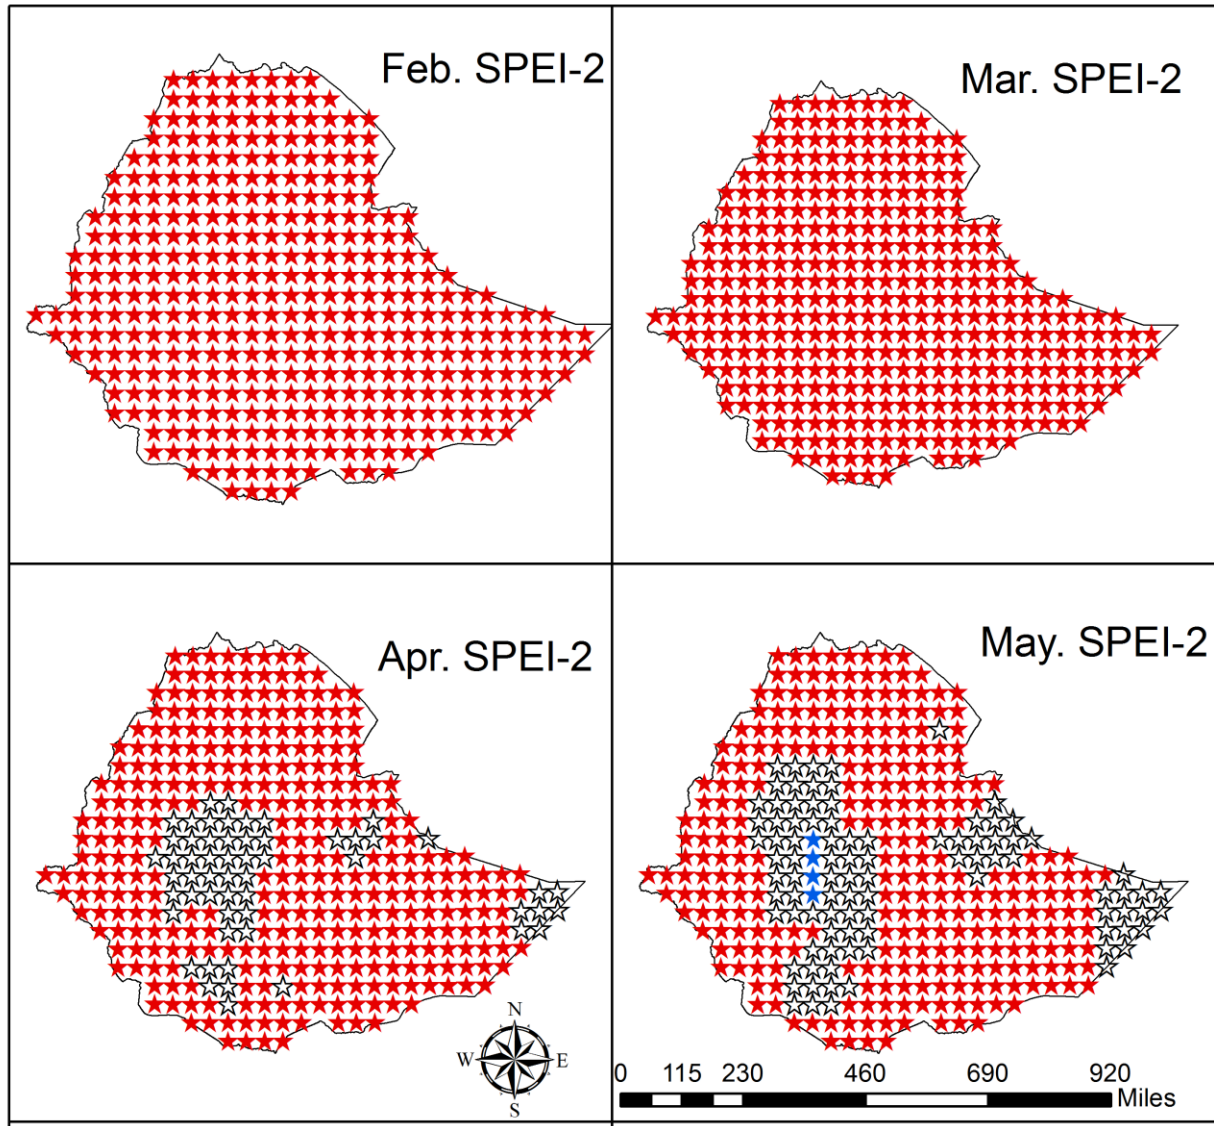 Feb. SPEI-2
Mar. SPEI-2
Apr. SPEI-2
May. SPEI-2
N
W E
S
0 115 230 460 690 920
Miles